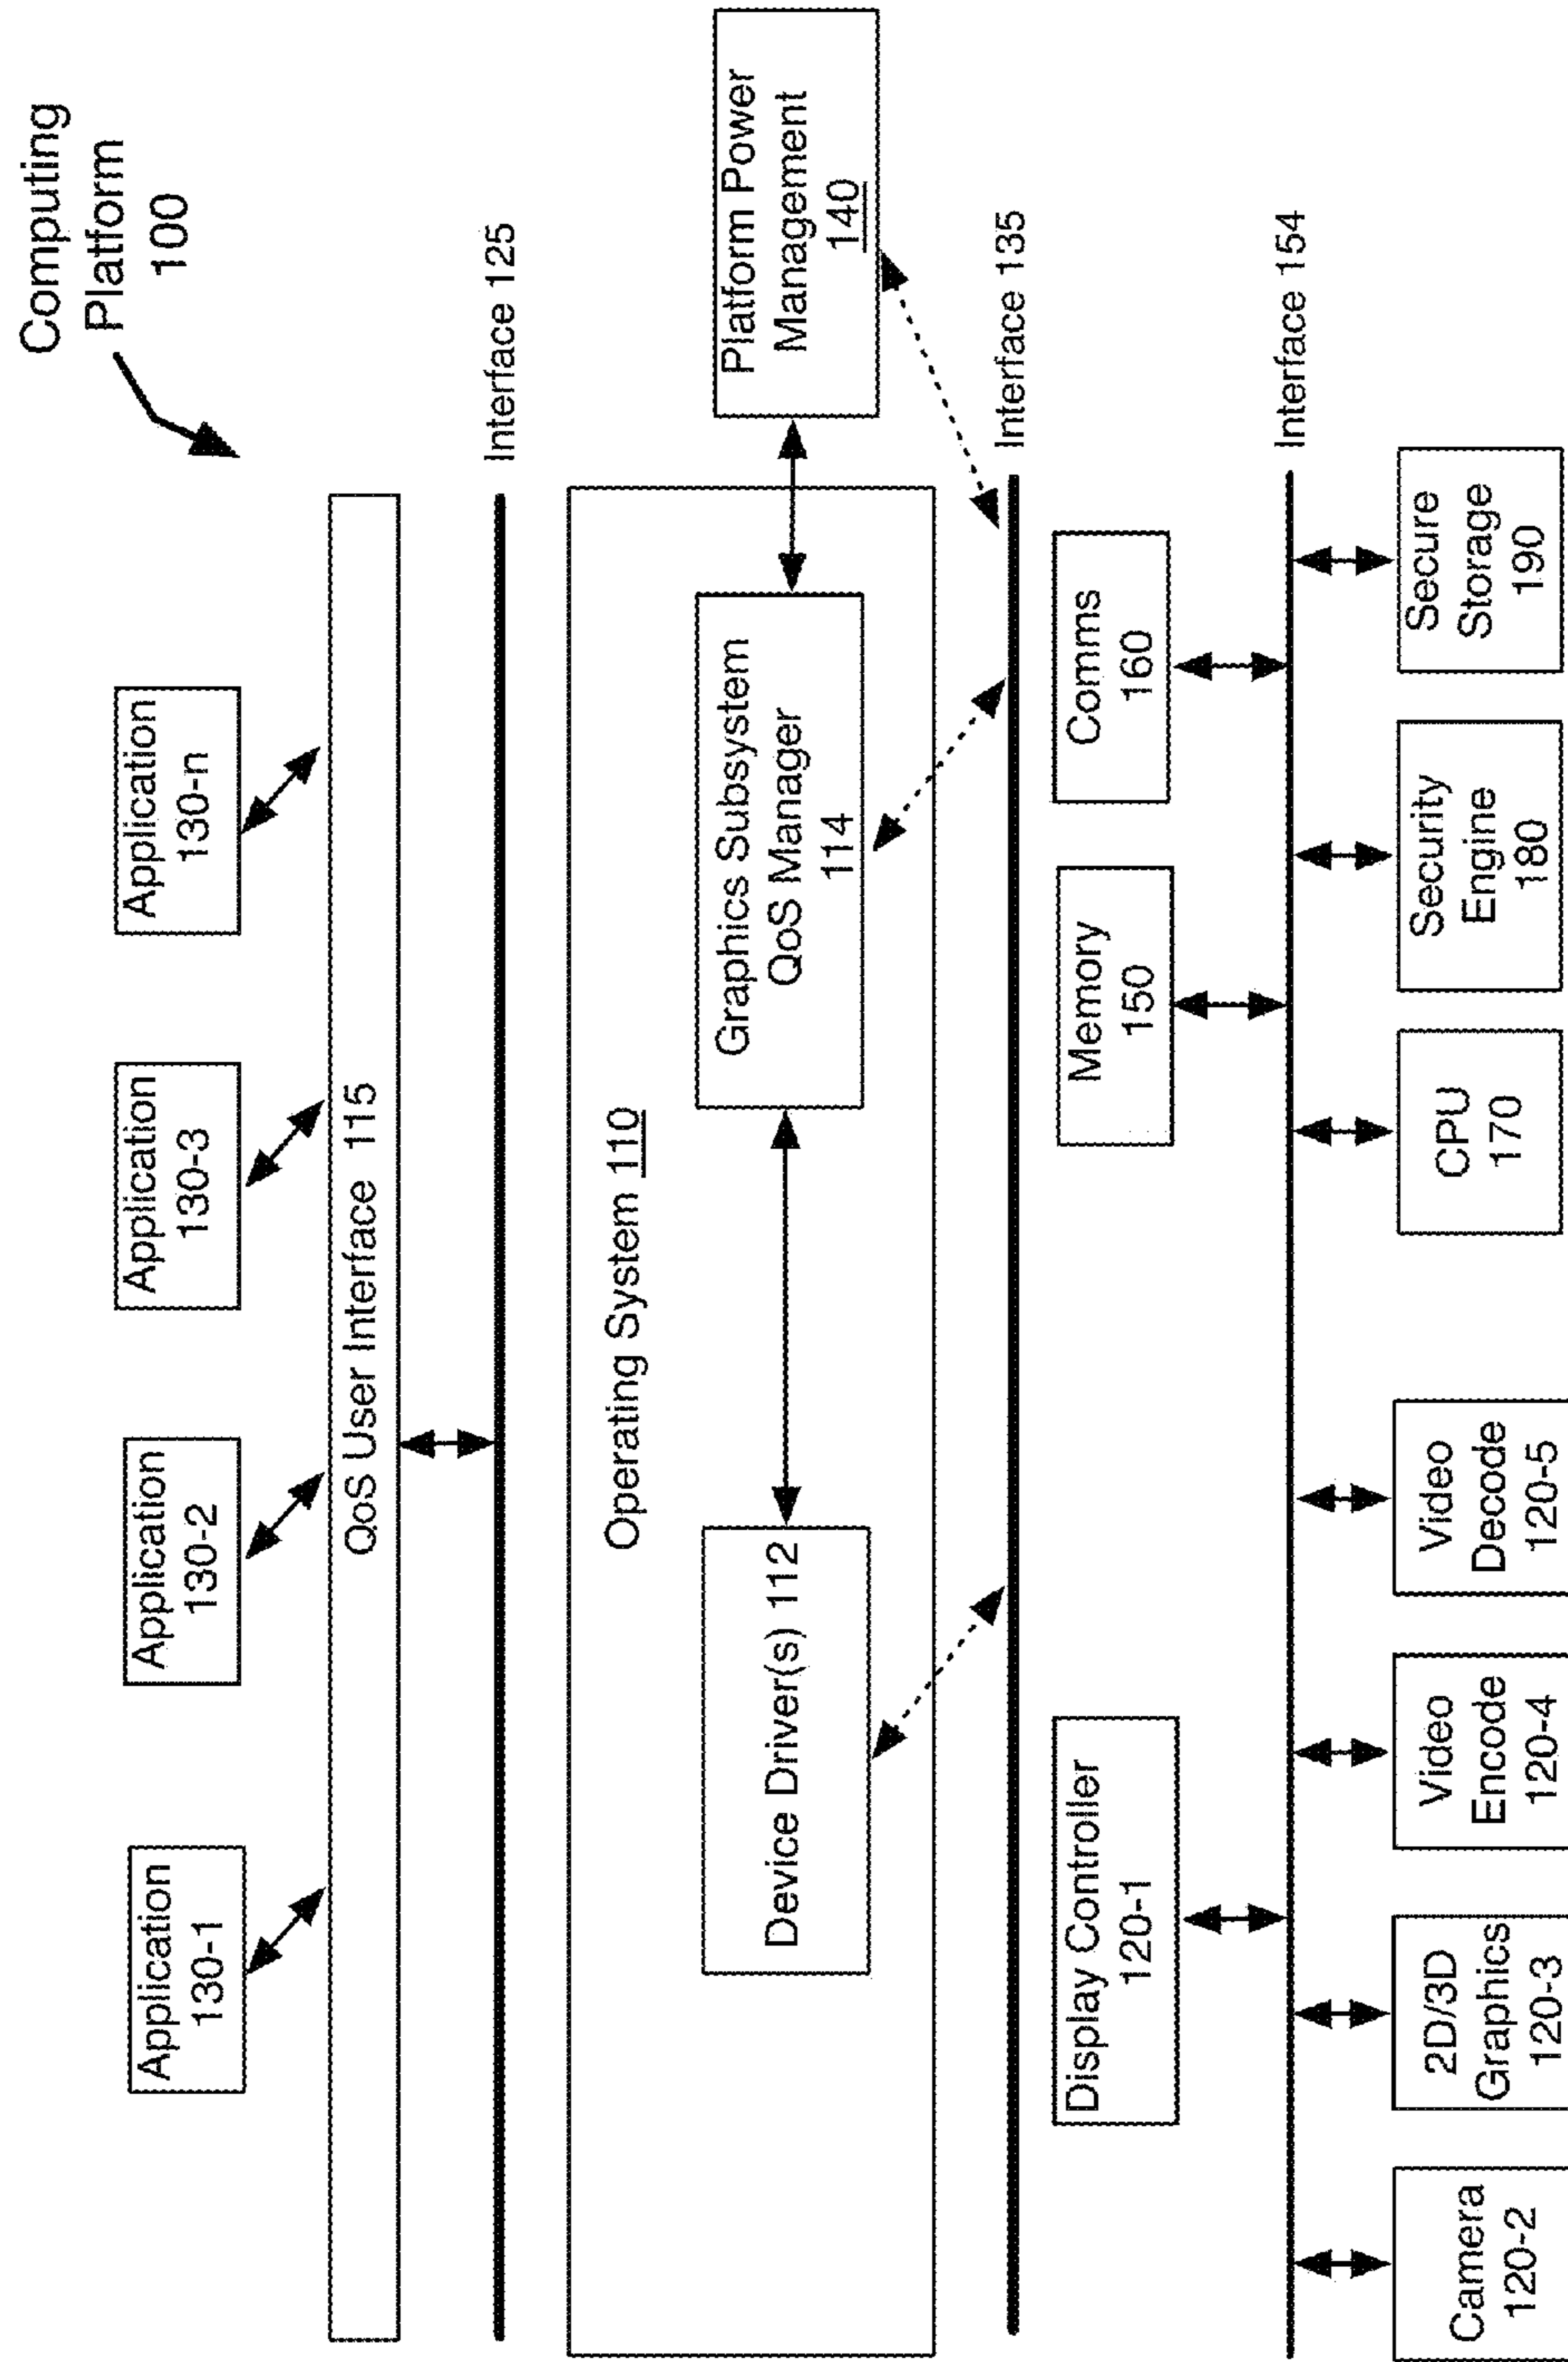 Computing
Platform
100
Application
130-1
Application
130-2
Application
130-3
Application
130-n
QoS User Interface 115
Interface 125
Operating System 110
Device Driver(s) 112
Graphics Subsystem
QoS Manager
114
Platform Power
Management
140
Interface 135
Display Controller
120-1
Memory
150
Comms
160
Interface 154
Camera
120-2
2D/3D
Graphics
120-3
Video
Encode
120-4
Video
Decode
120-5
CPU
170
Security
Engine
180
Secure
Storage
190